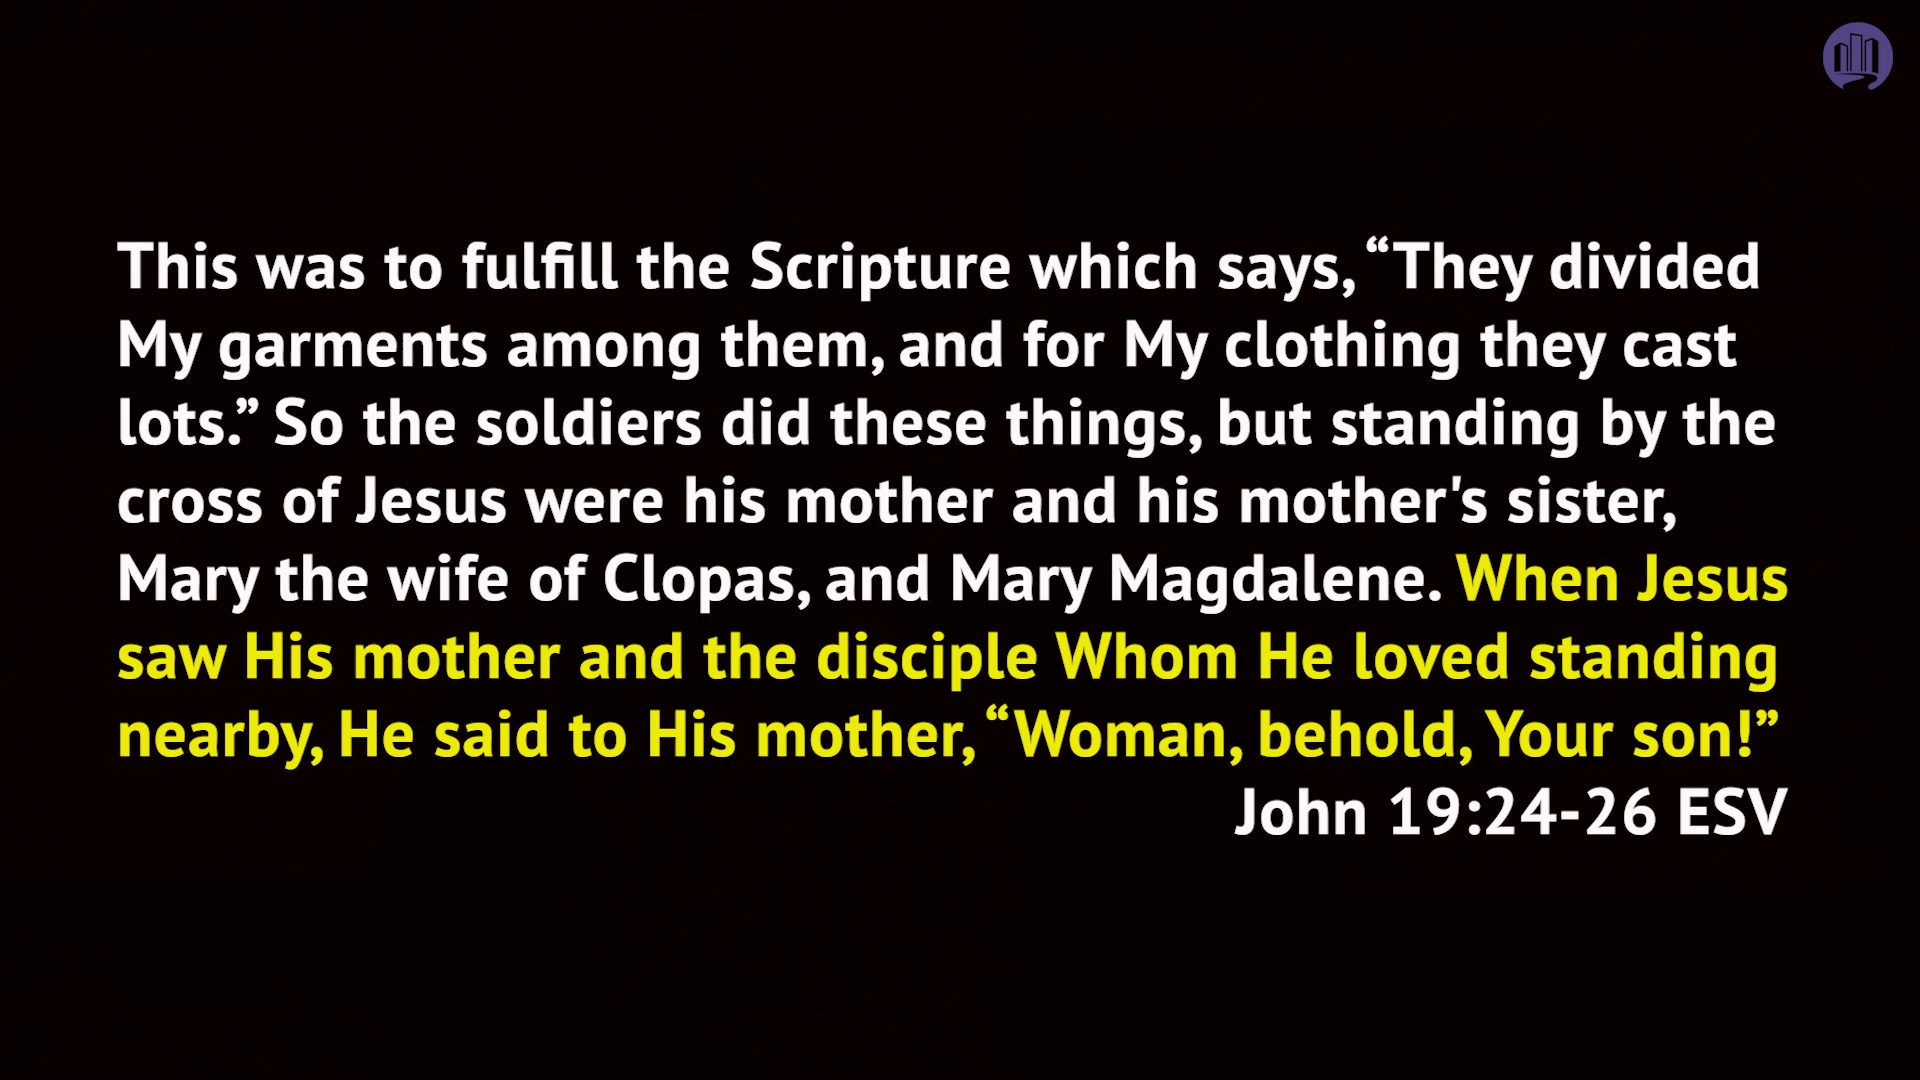 This was to fulfill the Scripture which says, “They divided
My garments among them, and for My clothing they cast
lots.” So the soldiers did these things, but standing by the
cross of Jesus were his mother and his mother's sister,
Mary the wife of Clopas, and Mary Magdalene. When Jesus
saw His mother and the disciple Whom He loved standing
nearby, He said to His mother, “Woman, behold, Your son!”
John 19:24-26 ESV